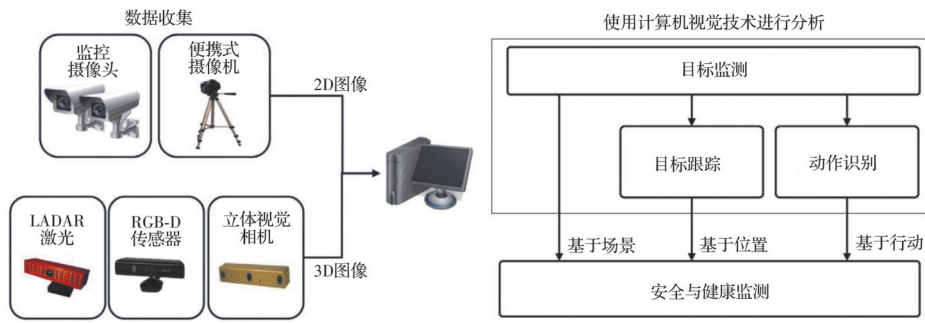 数据收集
监控
摄像头
便携式
摄像机
2D图像
LADAR
激光
RGB-D
传感器
立体视觉
相机
3D图像
使用计算机视觉技术进行分析
目标监测
目标跟踪
动作识别
基于场景
基于位置
基于行动
安全与健康监测